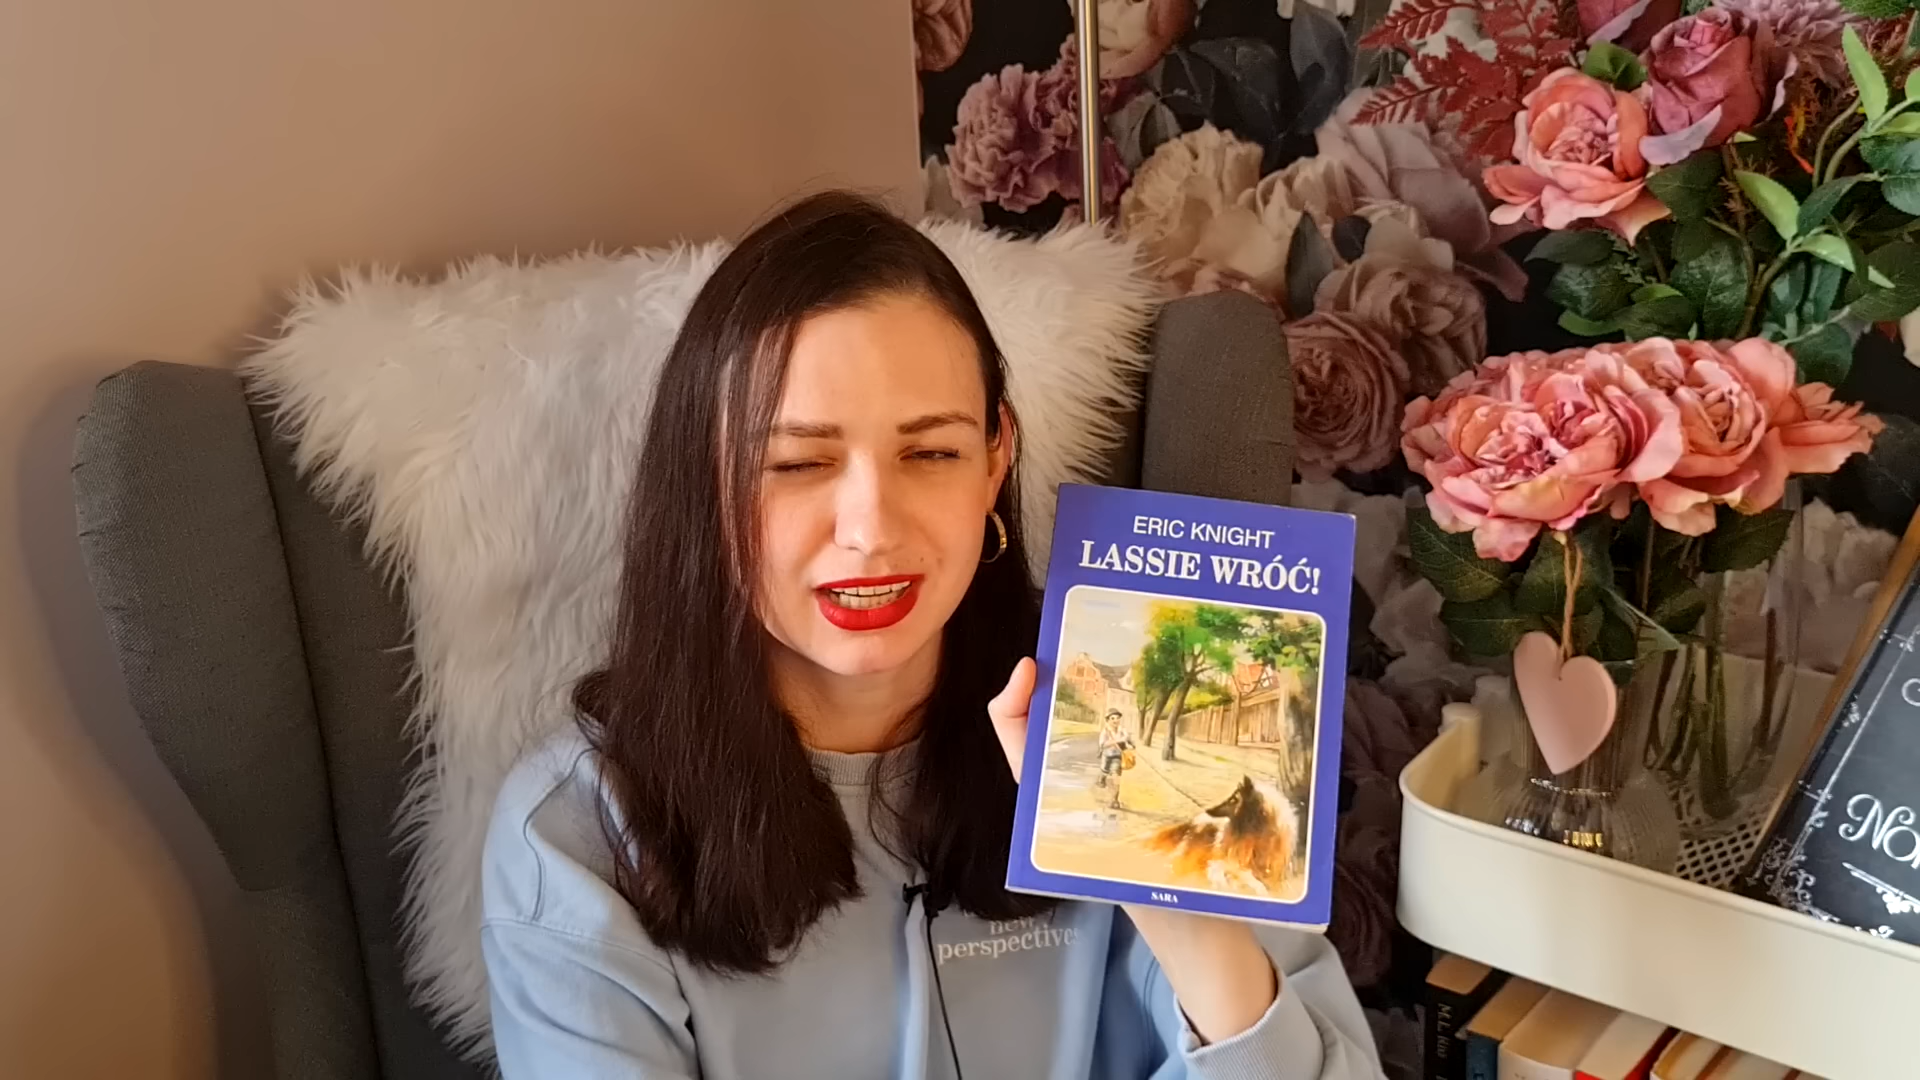 ERIC KNIGHT
LASSIE WRÓĆ!
SARA
new
perspectives